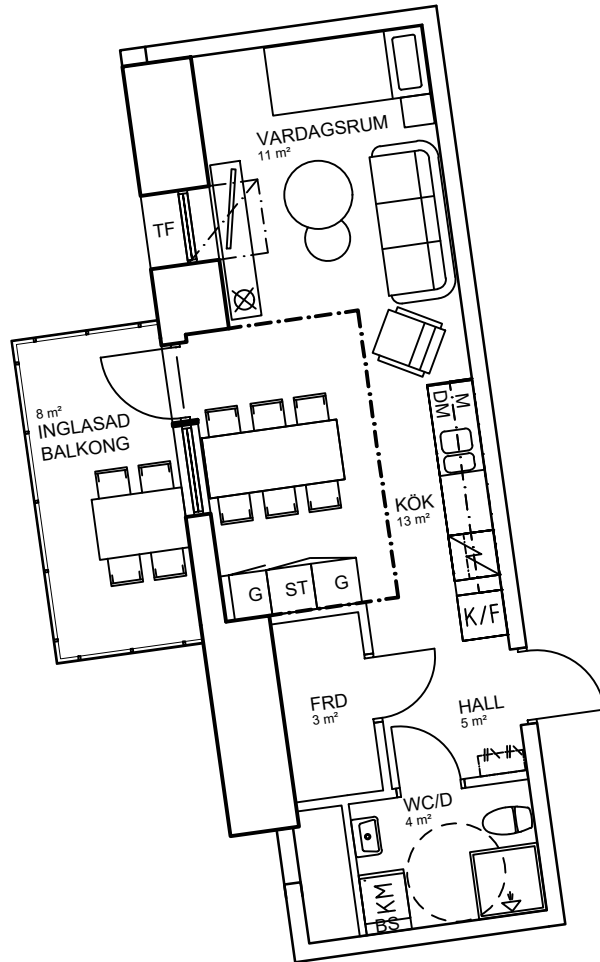 VARDAGSRUM
11 m²
TF
8 m²
INGLASAD
BALKONG
M
DM
KÖK
13 m²
G
ST
G
K/F
FRD
3 m²
HALL
5 m²
WC/D
4 m²
KM
BS